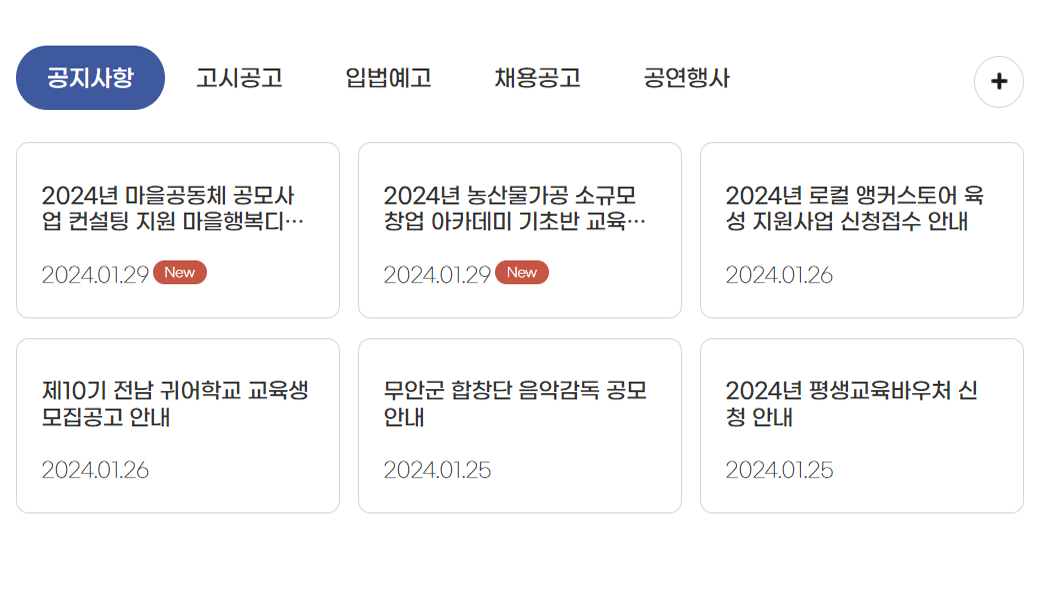 공지사항 고시공고 입법예고 채용공고 공연행사 +
2024년 마을공동체 공모사
업 컨설팅 지원 마을행복디…
2024.01.29 New
2024년 농산물가공 소규모
창업 아카데미 기초반 교육…
2024.01.29 New
2024년 로컬 앵커스토어 육
성 지원사업 신청접수 안내
2024.01.26
제10기 전남 귀어학교 교육생
모집공고 안내
2024.01.26
무안군 합창단 음악감독 공모
안내
2024.01.25
2024년 평생교육바우처 신
청 안내
2024.01.25